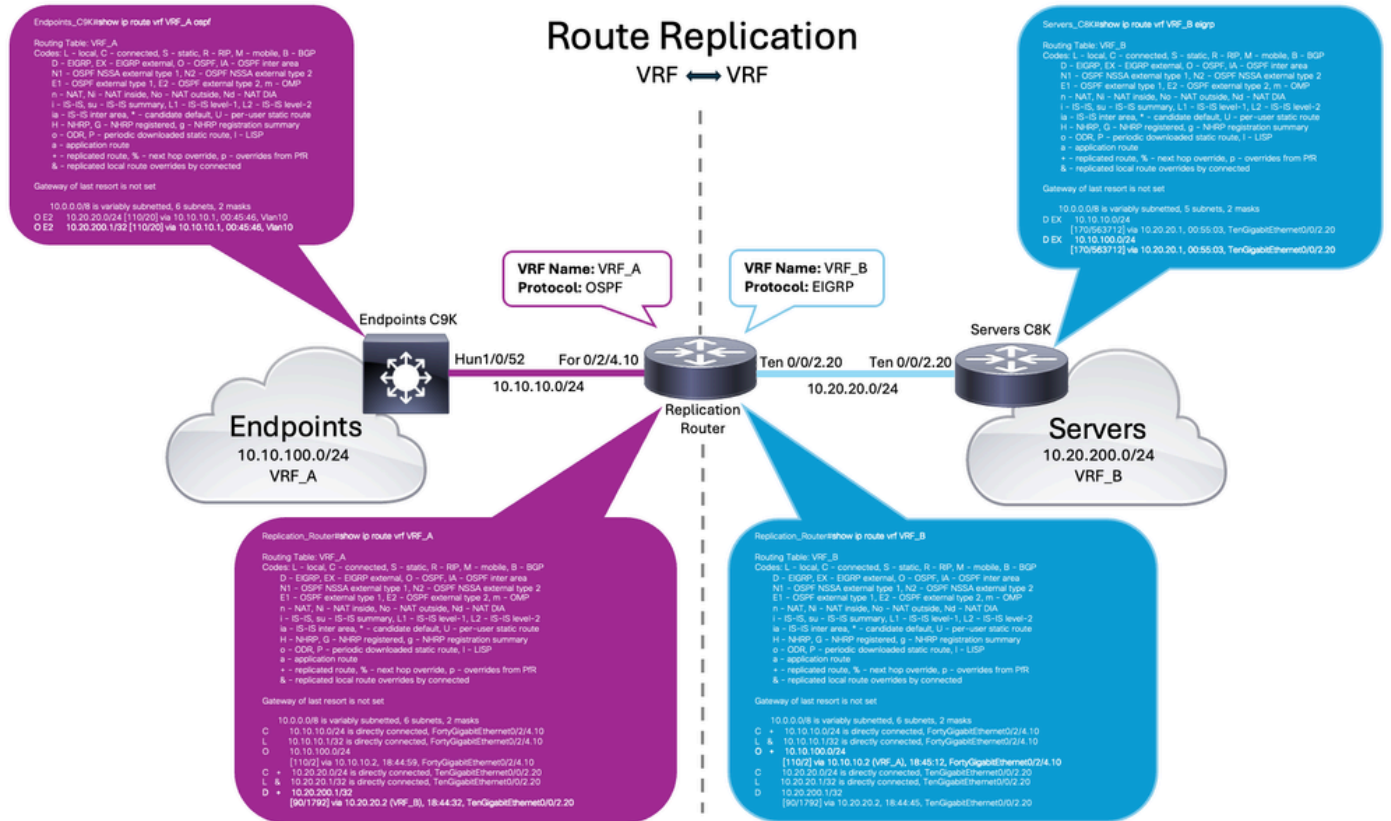 Route Replication
VRF ⟷ VRF
Endpoints_C9K#show ip route vrf VRF_A ospf
Routing Table: VRF_A
Codes: L - local, C - connected, S - static, R - RIP, M - mobile, B - BGP
D - EIGRP, EX - EIGRP external, O - OSPF, IA - OSPF inter area
N1 - OSPF NSSA external type 1, N2 - OSPF NSSA external type 2
E1 - OSPF external type 1, E2 - OSPF external type 2, m - OMP
n - NAT, Ni - NAT inside, No - NAT outside, Nd - NAT DIA
i - IS-IS, su - IS-IS summary, L1 - IS-IS level-1, L2 - IS-IS level-2
ia - IS-IS inter area, * - candidate default, U - per-user static route
H - NHRP, G - NHRP registered, g - NHRP registration summary
o - ODR, P - periodic downloaded static route, l - LISP
a - application route
+ - replicated route, % - next hop override, p - overrides from PfR
& - replicated local route overrides by connected
Gateway of last resort is not set
10.0.0.0/8 is variably subnetted, 6 subnets, 2 masks
O E2 10.20.20.0/24 [110/20] via 10.10.10.1, 00:45:46, Vlan10
O E2 10.20.200.1/32 [110/20] via 10.10.10.1, 00:45:46, Vlan10
Servers_C8K#show ip route vrf VRF_B eigrp
Routing Table: VRF_B
Codes: L - local, C - connected, S - static, R - RIP, M - mobile, B - BGP
D - EIGRP, EX - EIGRP external, O - OSPF, IA - OSPF inter area
N1 - OSPF NSSA external type 1, N2 - OSPF NSSA external type 2
E1 - OSPF external type 1, E2 - OSPF external type 2, m - OMP
n - NAT, Ni - NAT inside, No - NAT outside, Nd - NAT DIA
i - IS-IS, su - IS-IS summary, L1 - IS-IS level-1, L2 - IS-IS level-2
ia - IS-IS inter area, * - candidate default, U - per-user static route
H - NHRP, G - NHRP registered, g - NHRP registration summary
o - ODR, P - periodic downloaded static route, l - LISP
a - application route
+ - replicated route, % - next hop override, p - overrides from PfR
& - replicated local route overrides by connected
Gateway of last resort is not set
10.0.0.0/8 is variably subnetted, 5 subnets, 2 masks
D EX 10.10.10.0/24
[170/563712] via 10.20.20.1, 00:55:03, TenGigabitEthernet0/0/2.20
D EX 10.10.100.0/24
[170/563712] via 10.20.20.1, 00:55:03, TenGigabitEthernet0/0/2.20
VRF Name: VRF_A
Protocol: OSPF
VRF Name: VRF_B
Protocol: EIGRP
Endpoints C9K
Hun1/0/52
For 0/2/4.10
10.10.10.0/24
Replication
Router
Ten 0/0/2.20
Ten 0/0/2.20
10.20.20.0/24
Servers C8K
Endpoints
10.10.100.0/24
VRF_A
Servers
10.20.200.0/24
VRF_B
Replication_Router#show ip route vrf VRF_A
Routing Table: VRF_A
Codes: L - local, C - connected, S - static, R - RIP, M - mobile, B - BGP
D - EIGRP, EX - EIGRP external, O - OSPF, IA - OSPF inter area
N1 - OSPF NSSA external type 1, N2 - OSPF NSSA external type 2
E1 - OSPF external type 1, E2 - OSPF external type 2, m - OMP
n - NAT, Ni - NAT inside, No - NAT outside, Nd - NAT DIA
i - IS-IS, su - IS-IS summary, L1 - IS-IS level-1, L2 - IS-IS level-2
ia - IS-IS inter area, * - candidate default, U - per-user static route
H - NHRP, G - NHRP registered, g - NHRP registration summary
o - ODR, P - periodic downloaded static route, l - LISP
a - application route
+ - replicated route, % - next hop override, p - overrides from PfR
& - replicated local route overrides by connected
Gateway of last resort is not set
10.0.0.0/8 is variably subnetted, 6 subnets, 2 masks
C 10.10.10.0/24 is directly connected, FortyGigabitEthernet0/2/4.10
L 10.10.10.1/32 is directly connected, FortyGigabitEthernet0/2/4.10
O 10.10.100.0/24
[110/2] via 10.10.10.2, 18:44:59, FortyGigabitEthernet0/2/4.10
C + 10.20.20.0/24 is directly connected, TenGigabitEthernet0/0/2.20
L & 10.20.20.1/32 is directly connected, TenGigabitEthernet0/0/2.20
D + 10.20.200.1/32
[90/1792] via 10.20.20.2 (VRF_B), 18:44:32, TenGigabitEthernet0/0/2.20
Replication_Router#show ip route vrf VRF_B
Routing Table: VRF_B
Codes: L - local, C - connected, S - static, R - RIP, M - mobile, B - BGP
D - EIGRP, EX - EIGRP external, O - OSPF, IA - OSPF inter area
N1 - OSPF NSSA external type 1, N2 - OSPF NSSA external type 2
E1 - OSPF external type 1, E2 - OSPF external type 2, m - OMP
n - NAT, Ni - NAT inside, No - NAT outside, Nd - NAT DIA
i - IS-IS, su - IS-IS summary, L1 - IS-IS level-1, L2 - IS-IS level-2
ia - IS-IS inter area, * - candidate default, U - per-user static route
H - NHRP, G - NHRP registered, g - NHRP registration summary
o - ODR, P - periodic downloaded static route, l - LISP
a - application route
+ - replicated route, % - next hop override, p - overrides from PfR
& - replicated local route overrides by connected
Gateway of last resort is not set
10.0.0.0/8 is variably subnetted, 6 subnets, 2 masks
C + 10.10.10.0/24 is directly connected, FortyGigabitEthernet0/2/4.10
L & 10.10.10.1/32 is directly connected, FortyGigabitEthernet0/2/4.10
O + 10.10.100.0/24
[110/2] via 10.10.10.2 (VRF_A), 18:45:12, FortyGigabitEthernet0/2/4.10
C 10.20.20.0/24 is directly connected, TenGigabitEthernet0/0/2.20
L 10.20.20.1/32 is directly connected, TenGigabitEthernet0/0/2.20
D 10.20.200.1/32
[90/1792] via 10.20.20.2, 18:44:45, TenGigabitEthernet0/0/2.20